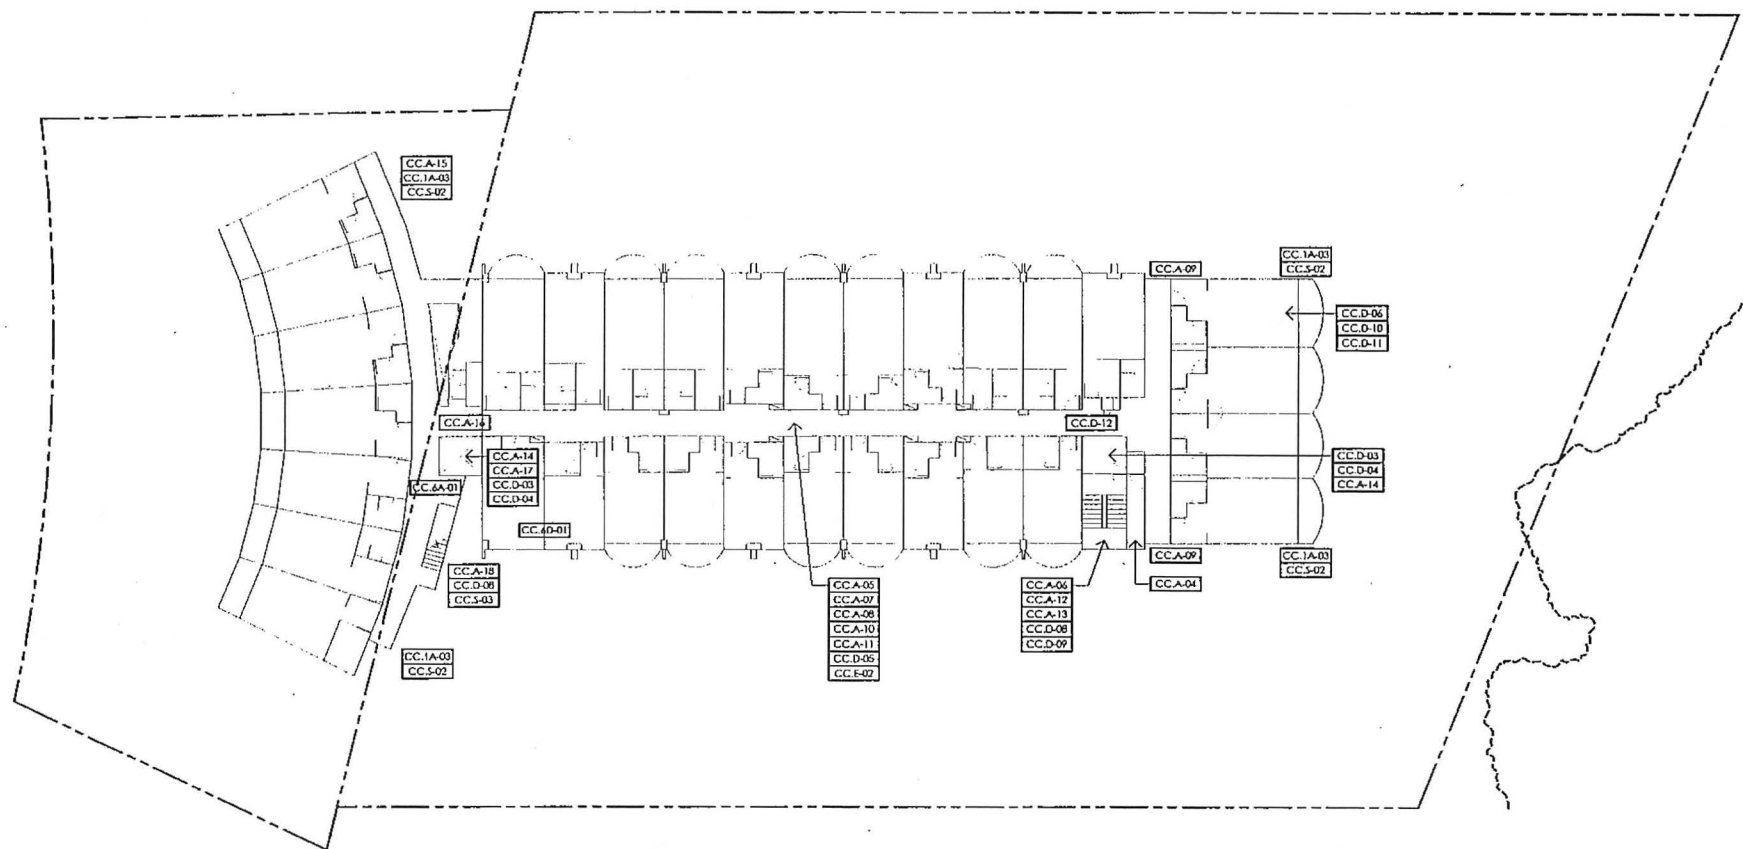 CC.A-15
CC.1A-03
CC.S-02
CC.A-09
CC.1A-03
CC.S-02
CC.D-06
CC.D-10
CC.D-11
CC.A-16
CC.D-12
CC.A-14
CC.A-17
CC.D-03
CC.D-04
CC.D-03
CC.D-04
CC.A-14
CC.6A-01
CC.6D-01
CC.A-18
CC.D-08
CC.S-03
CC.A-05
CC.A-07
CC.A-08
CC.A-10
CC.A-11
CC.D-05
CC.E-02
CC.A-06
CC.A-12
CC.A-13
CC.D-08
CC.D-09
CC.A-09
CC.A-04
CC.1A-03
CC.S-02
CC.1A-03
CC.S-02